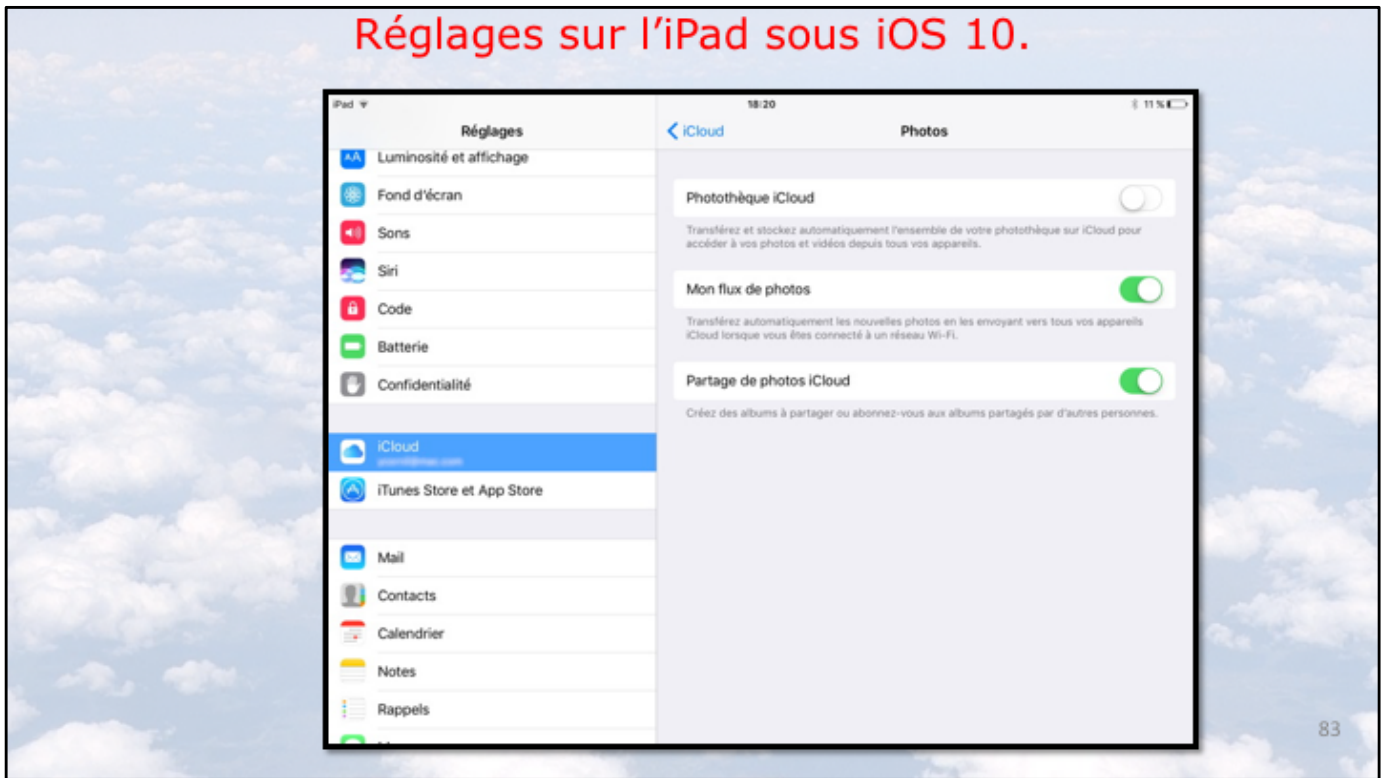 Réglages sur l'iPad sous iOS 10.
iPad
18:20
11 %
Réglages
iCloud
Photos
Luminosité et affichage
Fond d'écran
Sons
Siri
Code
Batterie
Confidentialité
iCloud
iTunes Store et App Store
Mail
Contacts
Calendrier
Notes
Rappels
Photothèque iCloud
Transférez et stockez automatiquement l'ensemble de votre photothèque sur iCloud pour
accéder à vos photos et vidéos depuis tous vos appareils.
Mon flux de photos
Transférez automatiquement les nouvelles photos en les envoyant vers tous vos appareils
iCloud lorsque vous êtes connecté à un réseau Wi-Fi.
Partage de photos iCloud
Créez des albums à partager ou abonnez-vous aux albums partagés par d'autres personnes.
83